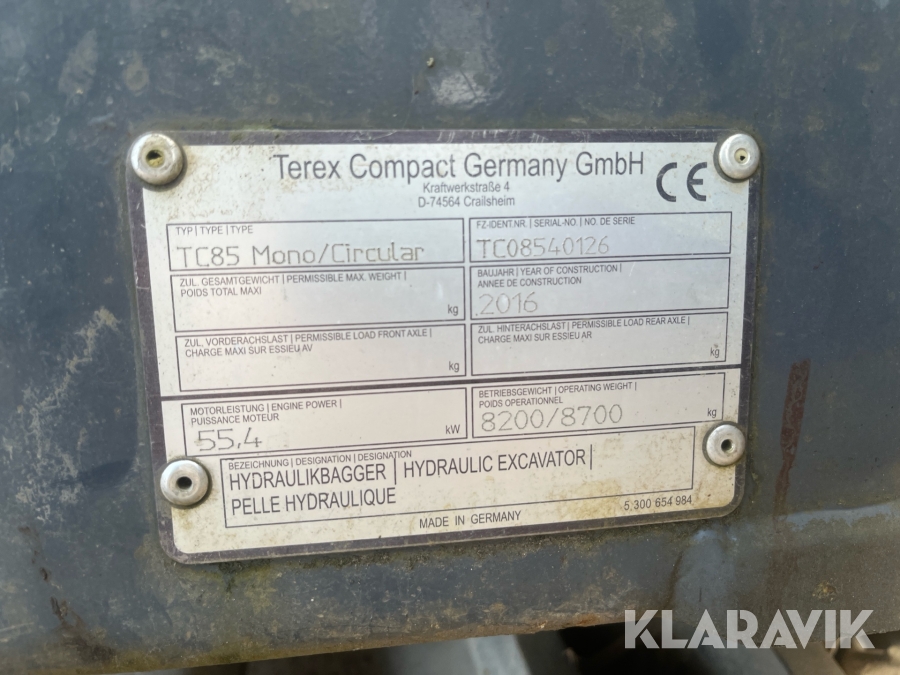 Terex Compact Germany GmbH
Kraftwerkstraße 4
D-74564 Crailsheim
CE
TYP | TYPE | TYPE
TC85 Mono/Circular
FZ-IDENT.NR. | SERIAL-NO. | NO. DE SERIE
TC08540126
ZUL. GESAMTGEWICHT | PERMISSIBLE MAX. WEIGHT |
POIDS TOTAL MAXI
kg
BAUJAHR | YEAR OF CONSTRUCTION |
ANNEE DE CONSTRUCTION
2016
ZUL. VORDERACHSLAST | PERMISSIBLE LOAD FRONT AXLE |
CHARGE MAXI SUR ESSIEU AV
kg
ZUL. HINTERACHSLAST | PERMISSIBLE LOAD REAR AXLE |
CHARGE MAXI SUR ESSIEU AR
kg
MOTORLEISTUNG | ENGINE POWER |
PUISSANCE MOTEUR
55,4 kW
BETRIEBSGEWICHT | OPERATING WEIGHT |
POIDS OPERATIONNEL
8200/8700 kg
BEZEICHNUNG | DESIGNATION | DESIGNATION
HYDRAULIKBAGGER | HYDRAULIC EXCAVATOR |
PELLE HYDRAULIQUE
5 300 654 984
MADE IN GERMANY
KLARAVIK